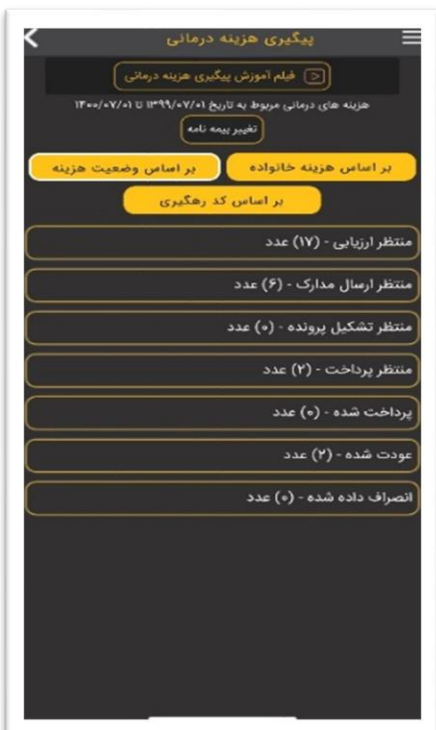 پیگیری هزینه درمانی
فیلم آموزش پیگیری هزینه درمانی
هزینه های درمانی مربوط به تاریخ ۱۳۹۹/۰۷/۰۱ تا ۱۴۰۰/۰۷/۰۱
تغییر بیمه نامه
بر اساس هزینه خانواده بر اساس وضعیت هزینه
بر اساس کد رهگیری
منتظر ارزیابی - (۱۷) عدد
منتظر ارسال مدارک - (۶) عدد
منتظر تشکیل پرونده - (۰) عدد
منتظر پرداخت - (۲) عدد
پرداخت شده - (۰) عدد
عودت شده - (۲) عدد
انصراف داده شده - (۰) عدد